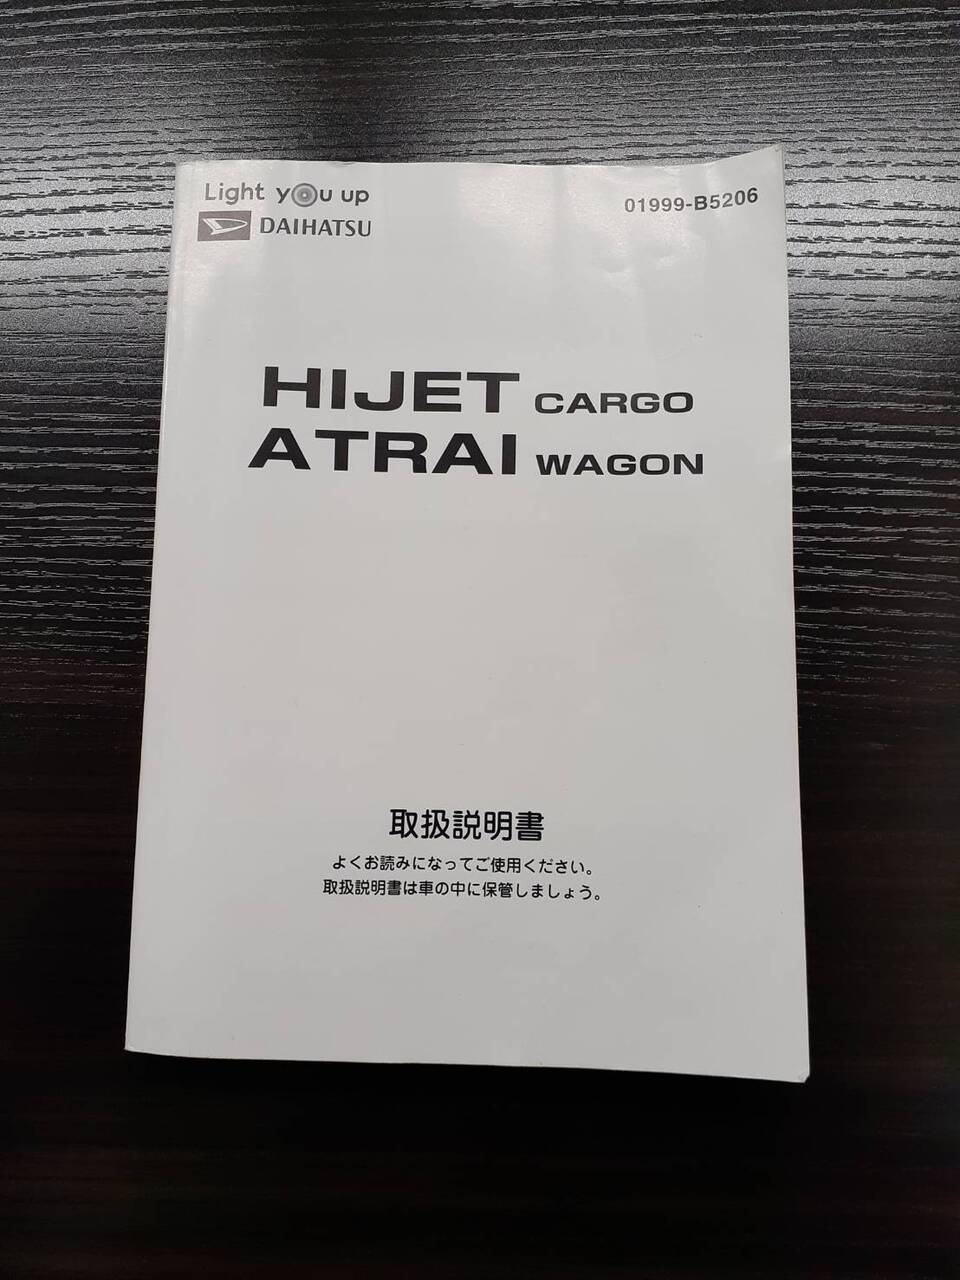 Light you up
DAIHATSU
01999-B5206
HIJET CARGO
ATRAI WAGON
取扱説明書
よくお読みになってご使用ください。
取扱説明書は車の中に保管しましょう。